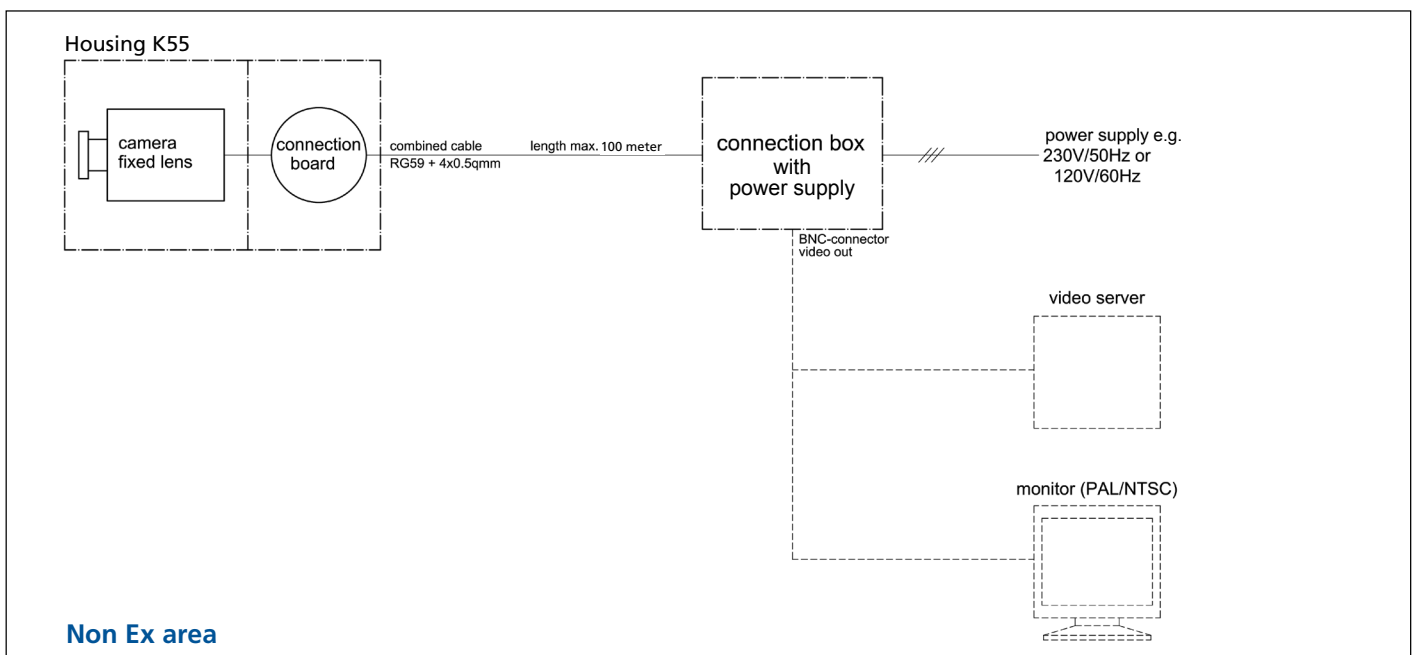 Housing K55
camera
fixed lens
connection
board
combined cable
RG59 + 4x0.5qmm
length max. 100 meter
connection box
with
power supply
power supply e.g.
230V/50Hz or
120V/60Hz
BNC-connector
video out
video server
monitor (PAL/NTSC)
Non Ex area